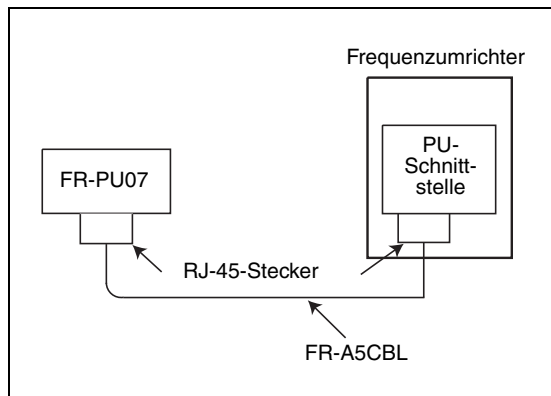 Frequenzumrichter
FR-PU07
PU-
Schnitt-
stelle
RJ-45-Stecker
FR-A5CBL